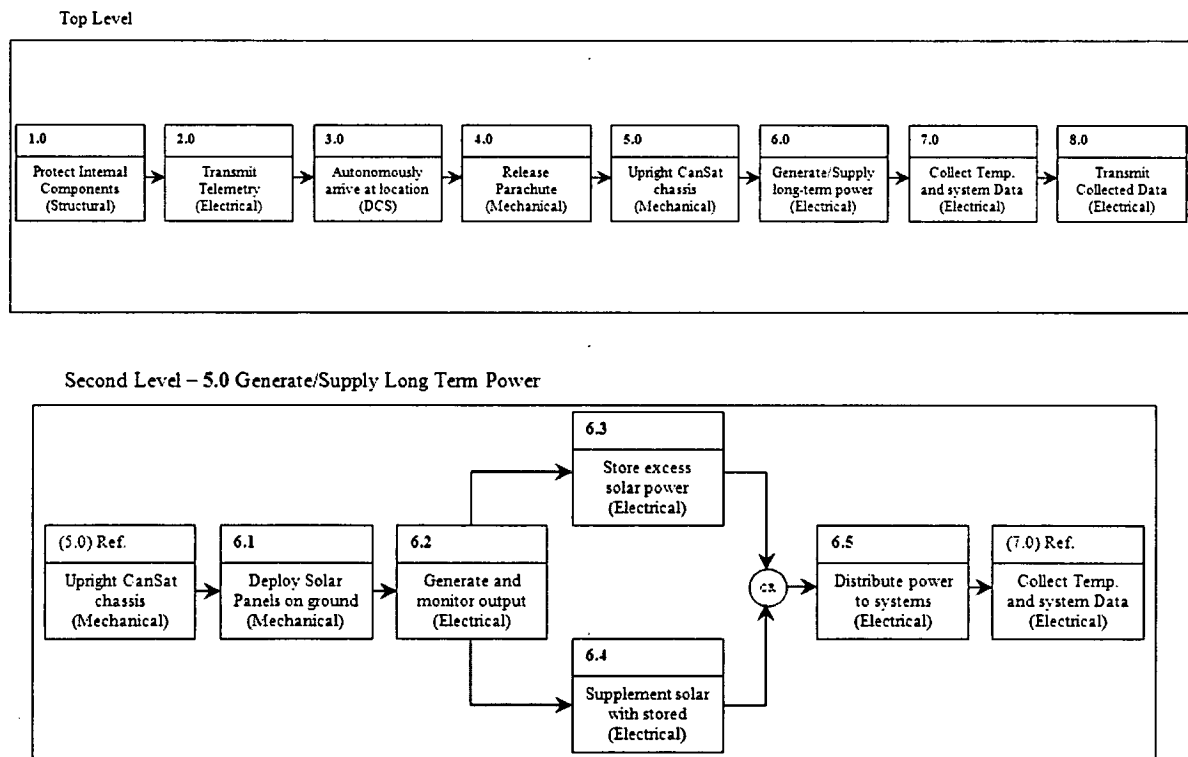 Top Level
1.0
Protect Internal
Components
(Structural)
2.0
Transmit
Telemetry
(Electrical)
3.0
Autonomously
arrive at location
(DCS)
4.0
Release
Parachute
(Mechanical)
5.0
Upright CanSat
chassis
(Mechanical)
6.0
Generate/Supply
long-term power
(Electrical)
7.0
Collect Temp.
and system Data
(Electrical)
8.0
Transmit
Collected Data
(Electrical)
Second Level – 5.0 Generate/Supply Long Term Power
(5.0) Ref.
Upright CanSat
chassis
(Mechanical)
6.1
Deploy Solar
Panels on ground
(Mechanical)
6.2
Generate and
monitor output
(Electrical)
6.3
Store excess
solar power
(Electrical)
6.4
Supplement solar
with stored
(Electrical)
6.5
Distribute power
to systems
(Electrical)
(7.0) Ref.
Collect Temp.
and system Data
(Electrical)